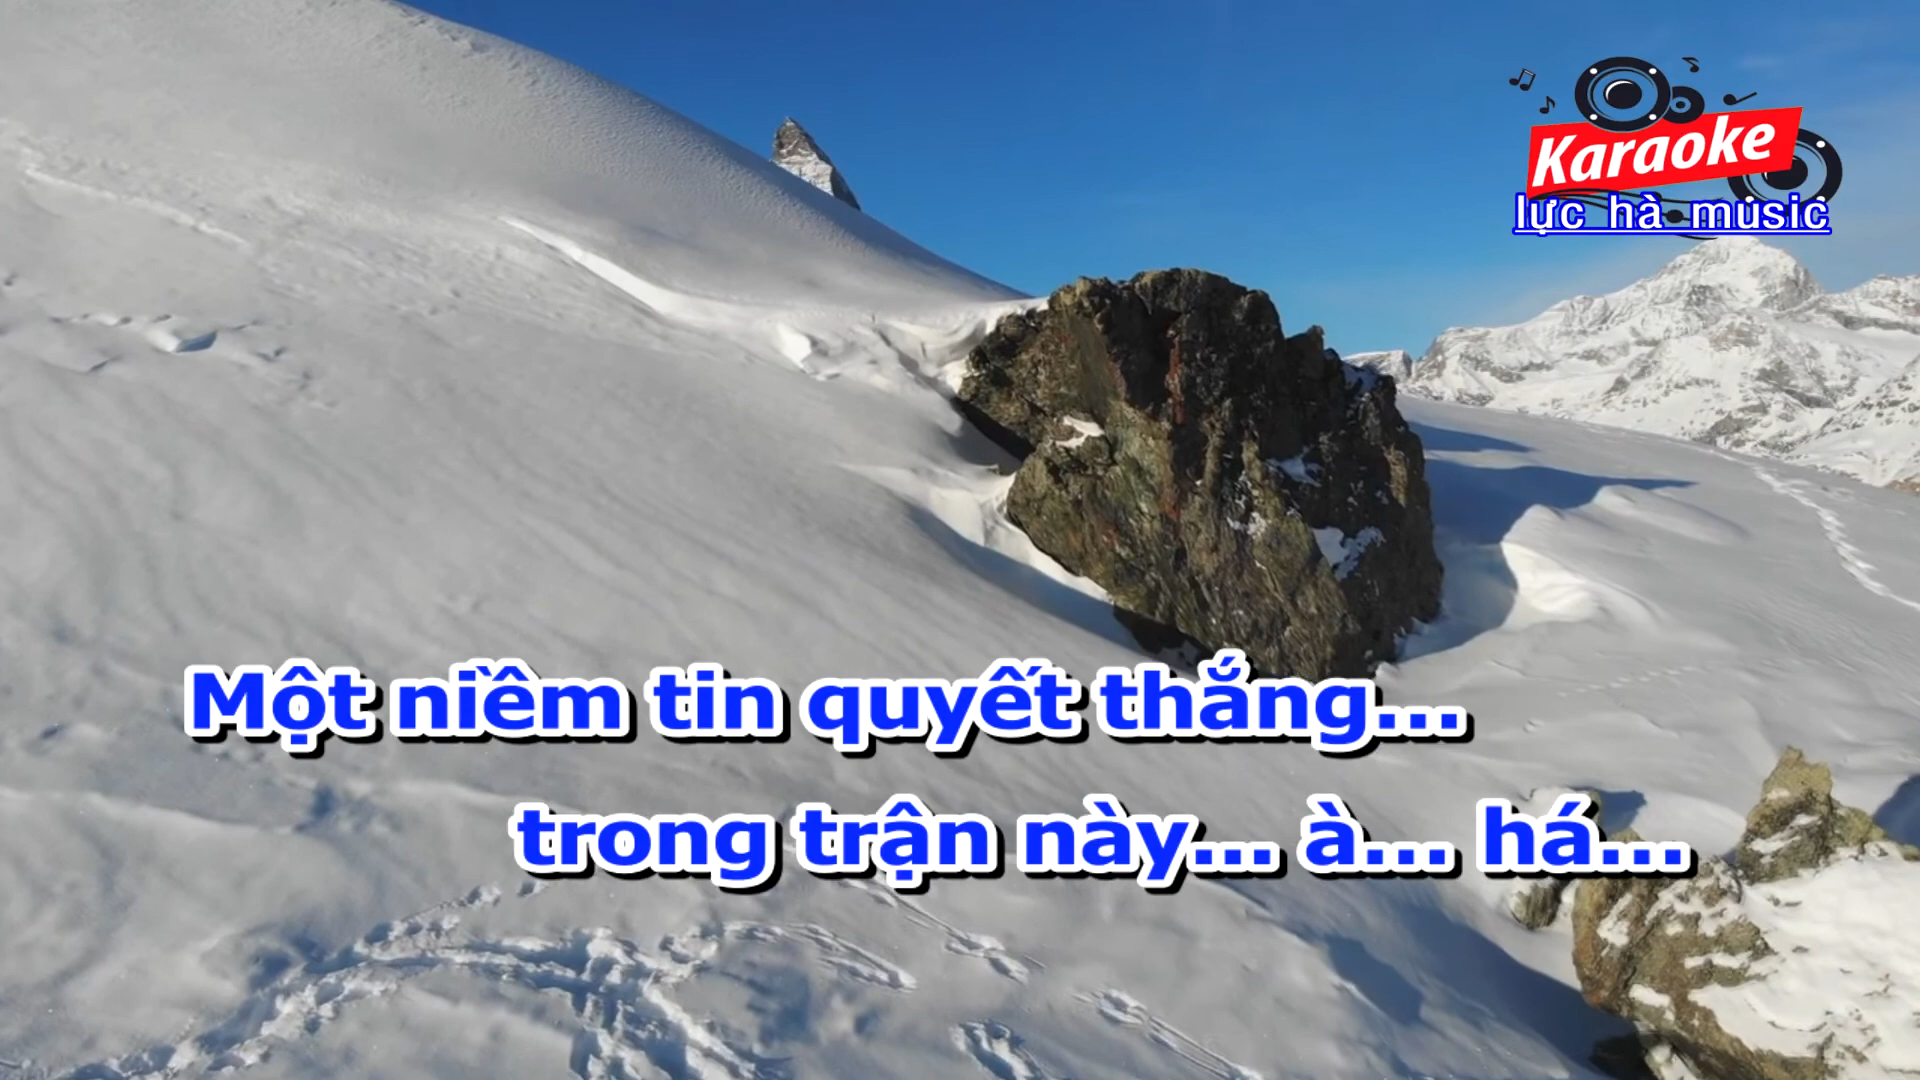 Karaoke
lực hà music
Một niềm tin quyết thắng...
trong trận này... à... há...